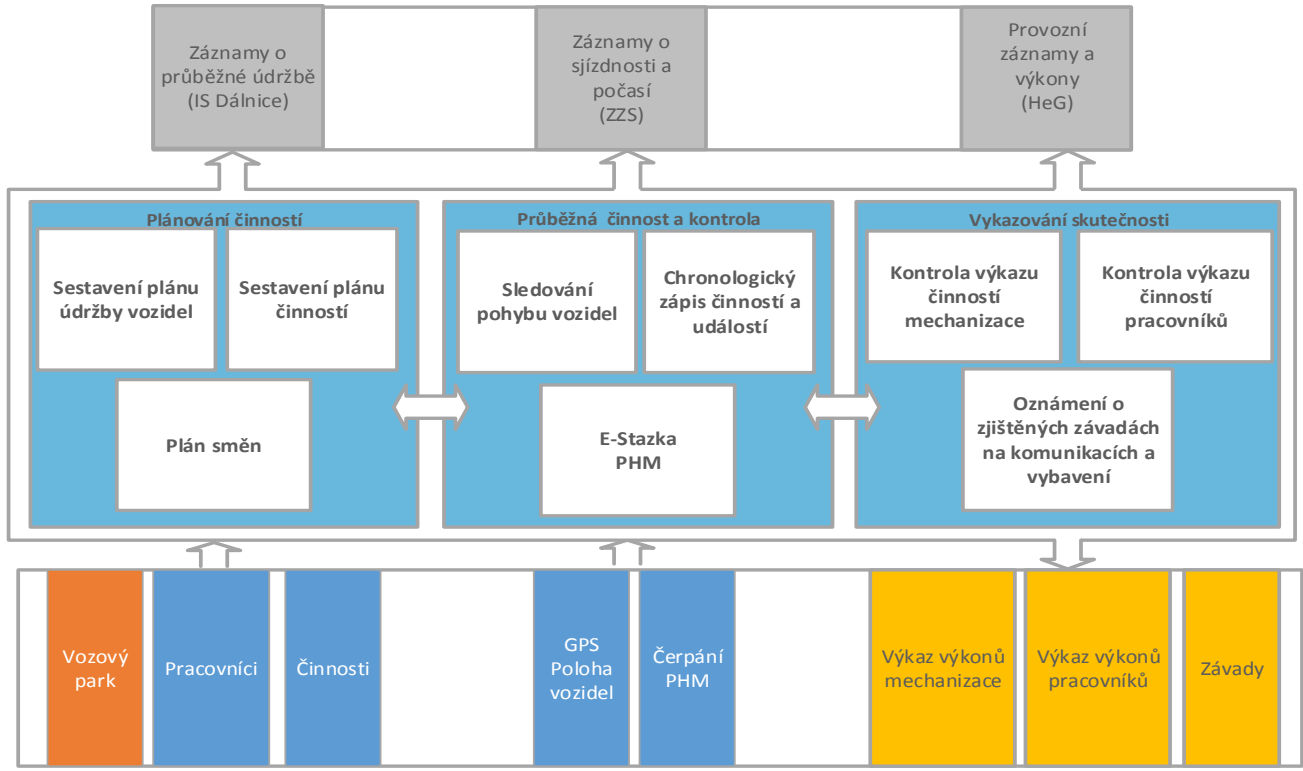 Záznamy o
průběžné údržbě
(IS Dálnice)
Záznamy o
sjízdnosti a
počasí
(ZZS)
Provozní
záznamy a
výkony
(HeG)
Plánování činností
Sestavení plánu
údržby vozidel
Sestavení plánu
činností
Plán směn
Průběžná činnost a kontrola
Sledování
pohybu vozidel
Chronologický
zápis činností a
událostí
E-Stazka
PHM
Vykazování skutečnosti
Kontrola výkazu
činností
mechanizace
Kontrola výkazu
činností
pracovníků
Oznámení o
zjištěných závadách
na komunikacích a
vybavení
Vozový
park
Pracovníci
Činnosti
GPS
Poloha
vozidel
Čerpání
PHM
Výkaz výkonů
mechanizace
Výkaz výkonů
pracovníků
Závady